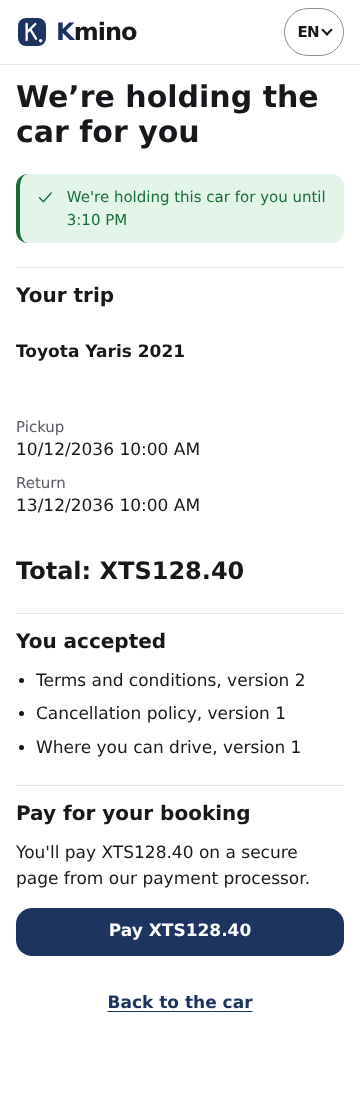 Kmino
EN
We're holding the
car for you
We're holding this car for you until
3:10 PM
Your trip
Toyota Yaris 2021
Pickup
10/12/2036 10:00 AM
Return
13/12/2036 10:00 AM
Total: XTS128.40
You accepted
• Terms and conditions, version 2
• Cancellation policy, version 1
• Where you can drive, version 1
Pay for your booking
You'll pay XTS128.40 on a secure
page from our payment processor.
Pay XTS128.40
Back to the car